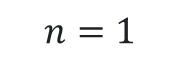 n = 1